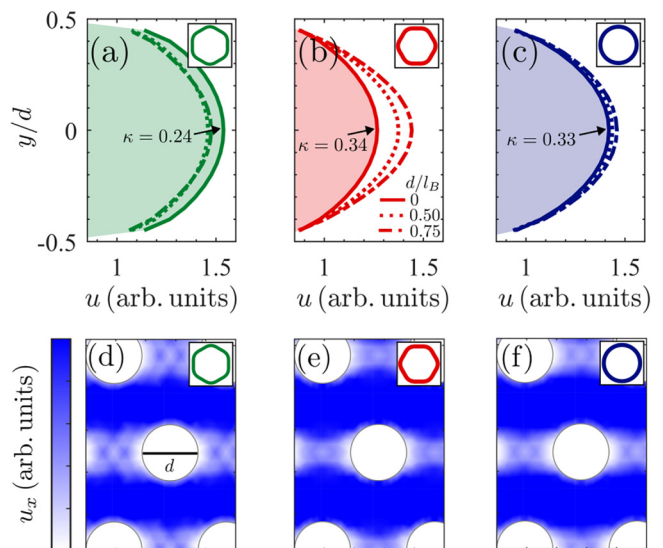 0.5
(a)
(b)
(c)
y/d
0
κ = 0.24
κ = 0.34
κ = 0.33
d/l_B
0
0.50
0.75
-0.5
1
1.5
1
1.5
1
1.5
u (arb. units)
u (arb. units)
u (arb. units)
(d)
(e)
(f)
u_x (arb. units)
d